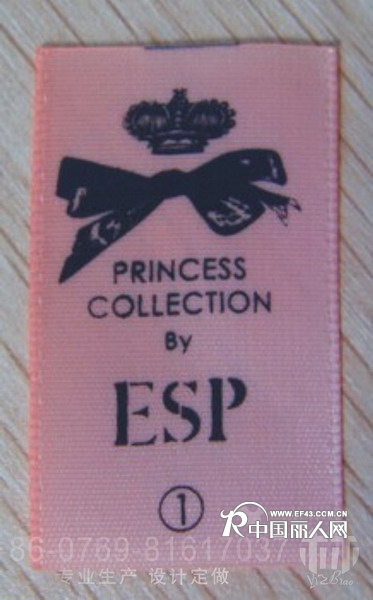 PRINCESS
COLLECTION
By
ESP
1
WWW.EF43.COM.CN
R中国丽人网
86-0769-81617037
专业生产 设计定做